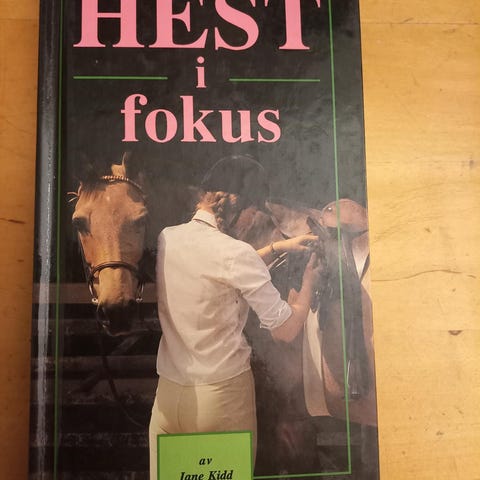 HEST
i
fokus
av
Jane Kidd